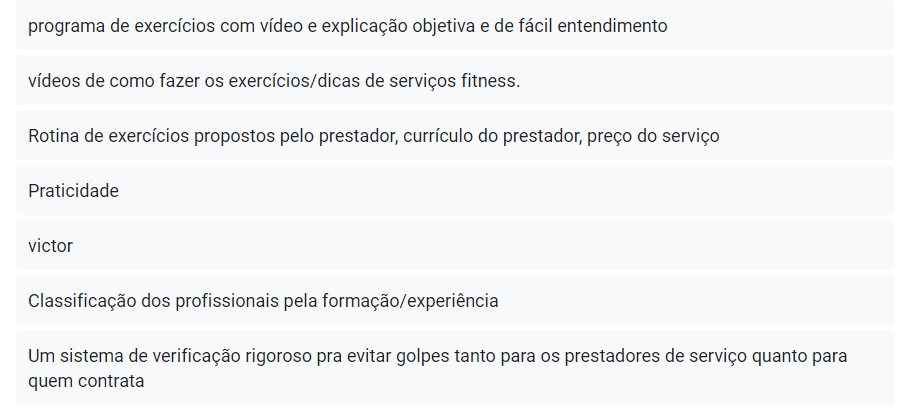 programa de exercícios com vídeo e explicação objetiva e de fácil entendimento
vídeos de como fazer os exercícios/dicas de serviços fitness.
Rotina de exercícios propostos pelo prestador, currículo do prestador, preço do serviço
Praticidade
victor
Classificação dos profissionais pela formação/experiência
Um sistema de verificação rigoroso pra evitar golpes tanto para os prestadores de serviço quanto para
quem contrata